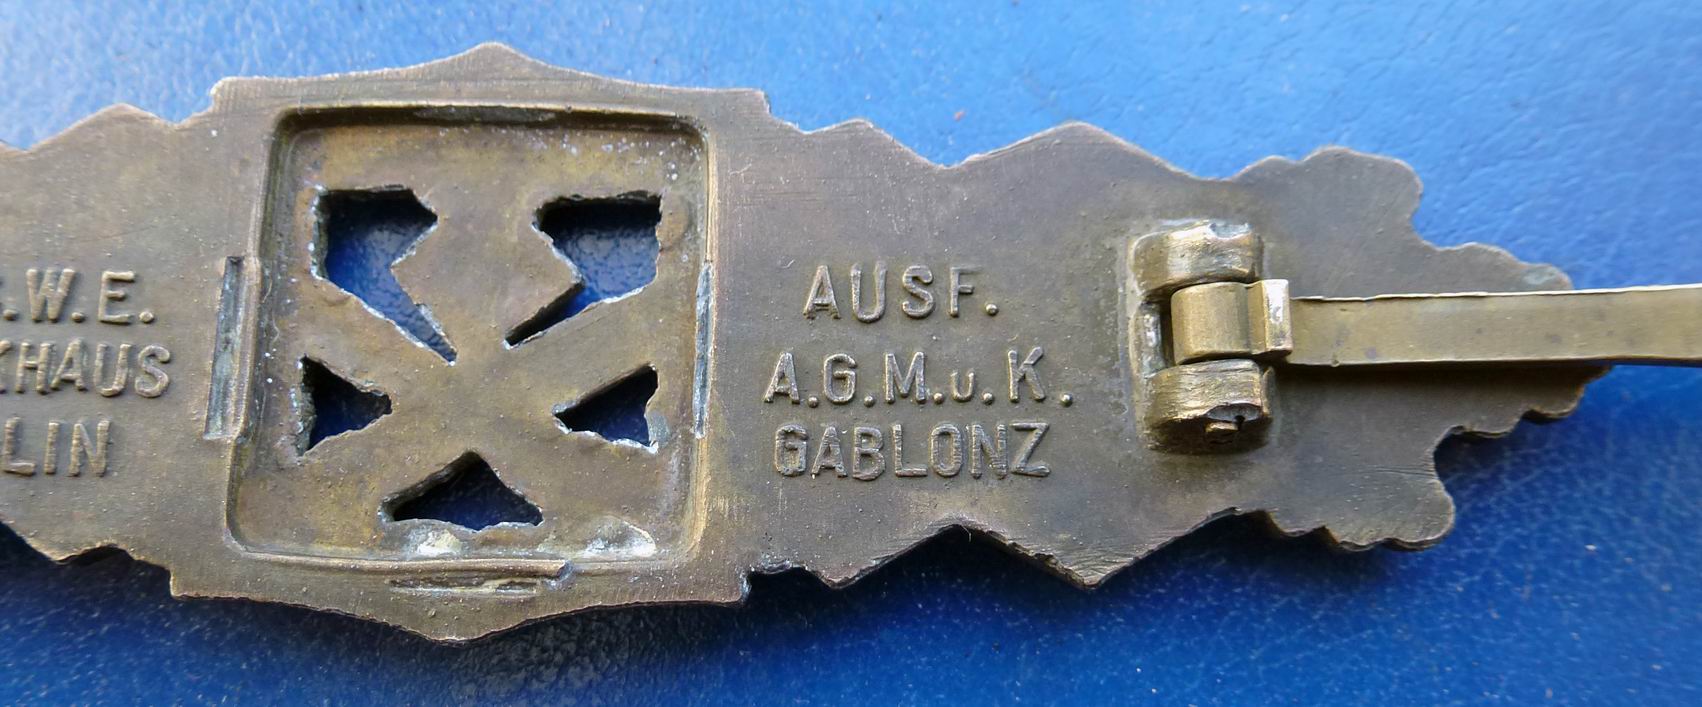 .W.E.
KHAUS
LIN
AUSF.
A.G.M.u.K.
GABLONZ